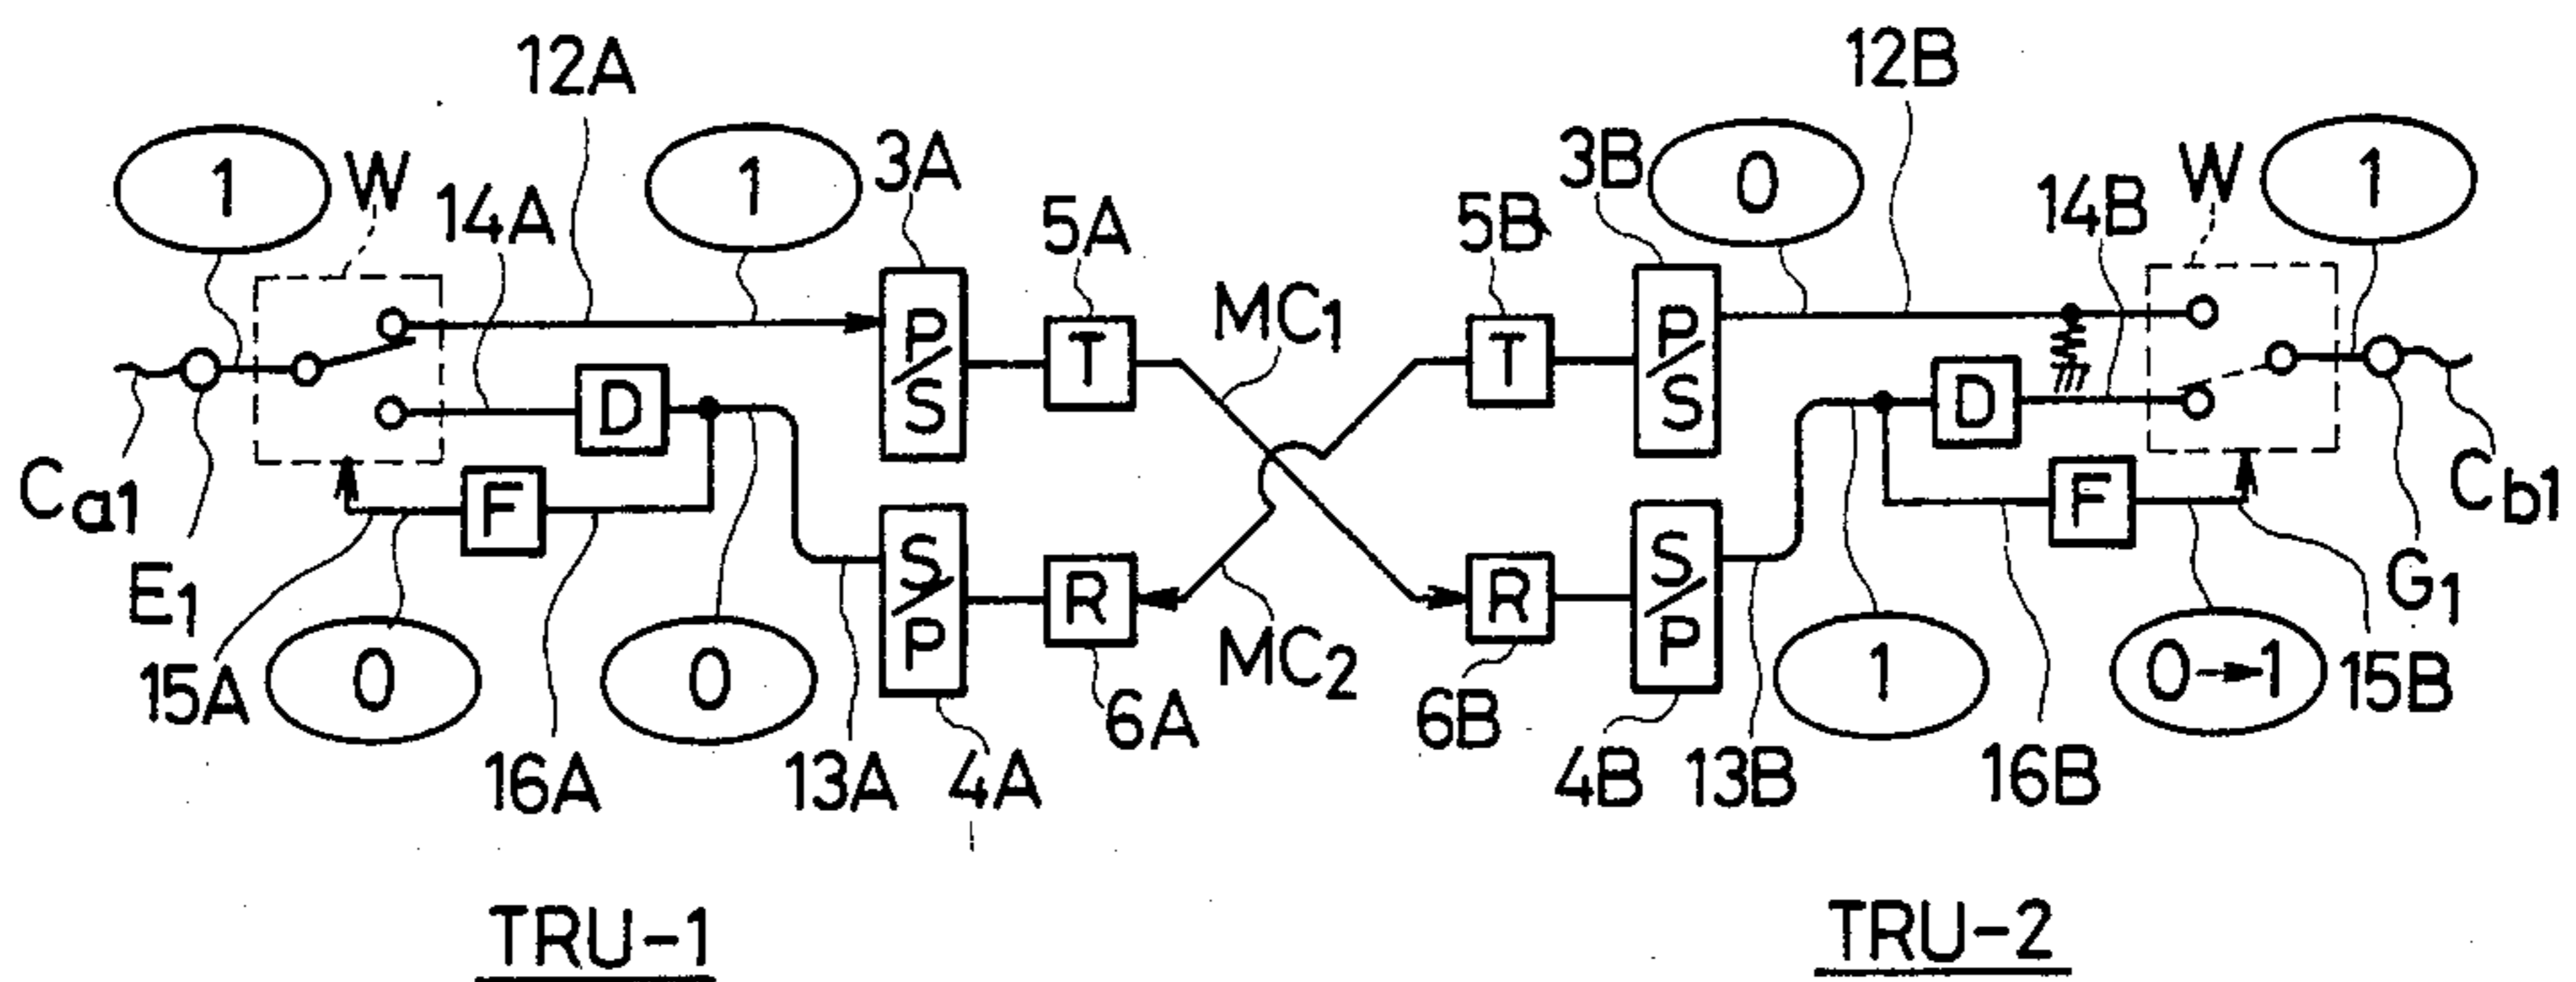 12A
12B
1
W
14A
1
3A
5A
MC1
5B
3B
0
14B
W
1
P/S
T
T
P/S
D
D
Ca1
E1
F
S/P
R
R
S/P
F
Cb1
G1
15A
0
16A
0
13A
4A
6A
MC2
6B
4B
13B
1
16B
0→1
15B
TRU-1
TRU-2